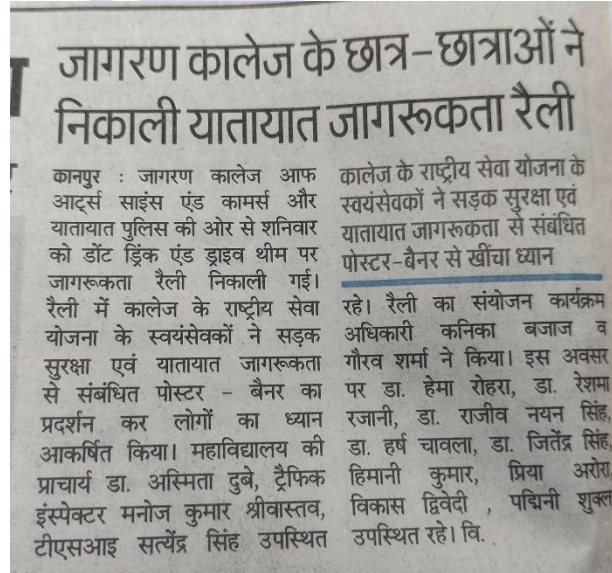 जागरण कालेज के छात्र-छात्राओं ने
निकाली यातायात जागरूकता रैली
कानपुर : जागरण कालेज आफ
आर्ट्स साइंस एंड कामर्स और
यातायात पुलिस की ओर से शनिवार
को डोंट ड्रिंक एंड ड्राइव थीम पर
जागरूकता रैली निकाली गई।
रैली में कालेज के राष्ट्रीय सेवा
योजना के स्वयंसेवकों ने सड़क
सुरक्षा एवं यातायात जागरूकता
से संबंधित पोस्टर - बैनर का
प्रदर्शन कर लोगों का ध्यान
आकर्षित किया। महाविद्यालय की
प्राचार्य डा. अस्मिता दुबे, ट्रैफिक
इंस्पेक्टर मनोज कुमार श्रीवास्तव,
टीएसआइ सत्येंद्र सिंह उपस्थित
कालेज के राष्ट्रीय सेवा योजना के
स्वयंसेवकों ने सड़क सुरक्षा एवं
यातायात जागरूकता से संबंधित
पोस्टर-बैनर से खींचा ध्यान
रहे। रैली का संयोजन कार्यक्रम
अधिकारी कनिका बजाज व
गौरव शर्मा ने किया। इस अवसर
पर डा. हेमा रोहरा, डा. रेशमा
रजानी, डा. राजीव नयन सिंह,
डा. हर्ष चावला, डा. जितेंद्र सिंह,
हिमानी कुमार, प्रिया अरोरा,
विकास द्विवेदी , पद्मिनी शुक्ल
उपस्थित रहे। वि.